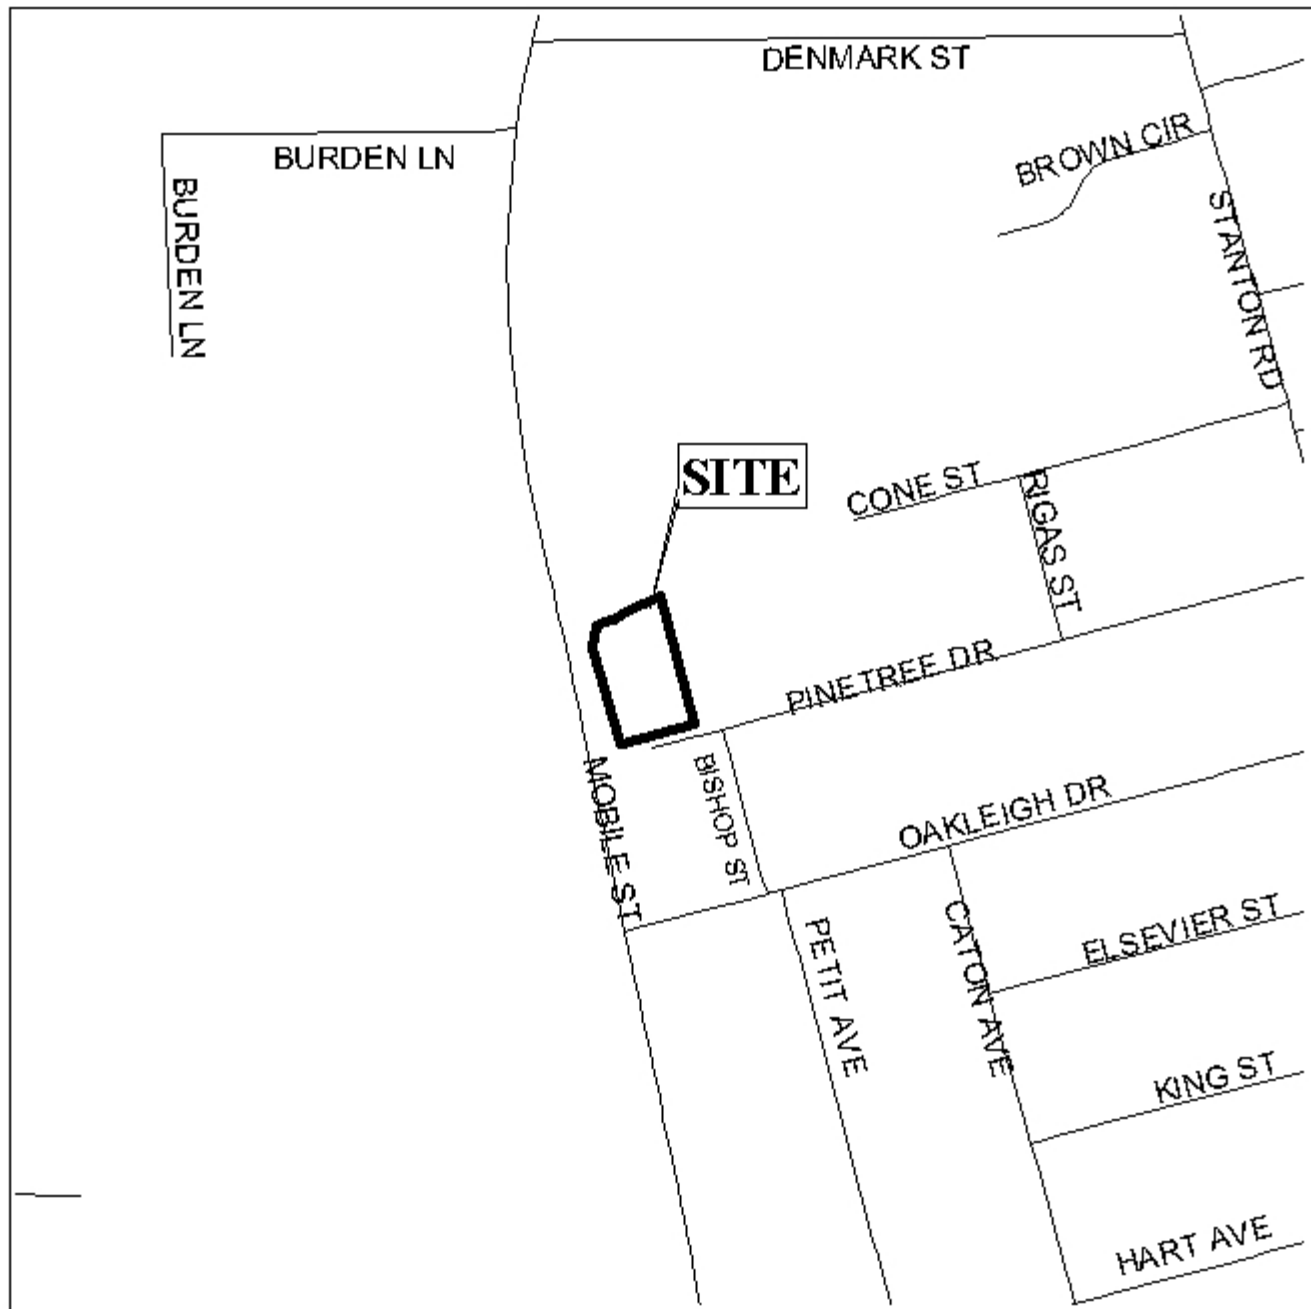 DENMARK ST
BURDEN LN
BROWN CIR
BURDEN LN
STANTON RD
SITE
CONE ST
RIGAS ST
PINETREE DR
MOBILE ST
BISHOP ST
OAKLEIGH DR
PETIT AVE
CATON AVE
ELSEVIER ST
KING ST
HART AVE